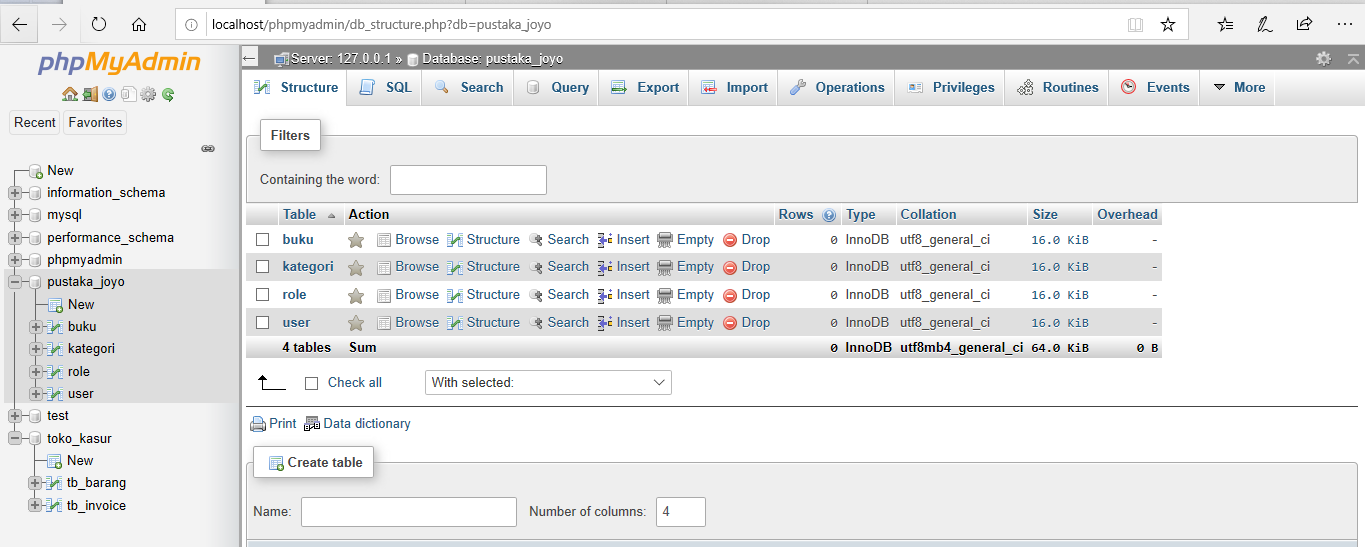 localhost/phpmyadmin/db_structure.php?db=pustaka_joyo
phpMyAdmin
Recent Favorites
New
information_schema
mysql
performance_schema
phpmyadmin
pustaka_joyo
New
buku
kategori
role
user
test
toko_kasur
New
tb_barang
tb_invoice
Server: 127.0.0.1 » Database: pustaka_joyo
Structure SQL Search Query Export Import Operations Privileges Routines Events More
Filters
Containing the word:
Table Action Rows Type Collation Size Overhead
buku Browse Structure Search Insert Empty Drop 0 InnoDB utf8_general_ci 16.0 KiB -
kategori Browse Structure Search Insert Empty Drop 0 InnoDB utf8_general_ci 16.0 KiB -
role Browse Structure Search Insert Empty Drop 0 InnoDB utf8_general_ci 16.0 KiB -
user Browse Structure Search Insert Empty Drop 0 InnoDB utf8_general_ci 16.0 KiB -
4 tables Sum 0 InnoDB utf8mb4_general_ci 64.0 KiB 0 B
Check all With selected:
Print Data dictionary
Create table
Name: Number of columns: 4